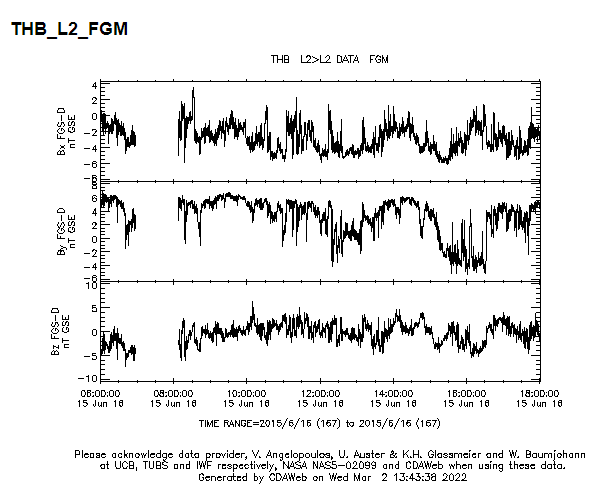 THB_L2_FGM
THB L2>L2 DATA FGM
4
2
0
-2
-4
-6
-8
Bx FGS-D
nT GSE
8
6
4
2
0
-2
-4
-6
By FGS-D
nT GSE
10
5
0
-5
-10
Bz FGS-D
nT GSE
06:00:00 08:00:00 10:00:00 12:00:00 14:00:00 16:00:00 18:00:00
15 Jun 16 15 Jun 16 15 Jun 16 15 Jun 16 15 Jun 16 15 Jun 16 15 Jun 16
TIME RANGE=2015/6/16 (167) to 2015/6/16 (167)
Please acknowledge data provider, V. Angelopoulos, U. Auster & K.H. Glassmeier and W. Baumjohann
at UCB, TUBS and IWF respectively, NASA NAS5-02099 and CDAWeb when using these data.
Generated by CDAWeb on Wed Mar 2 13:43:38 2022